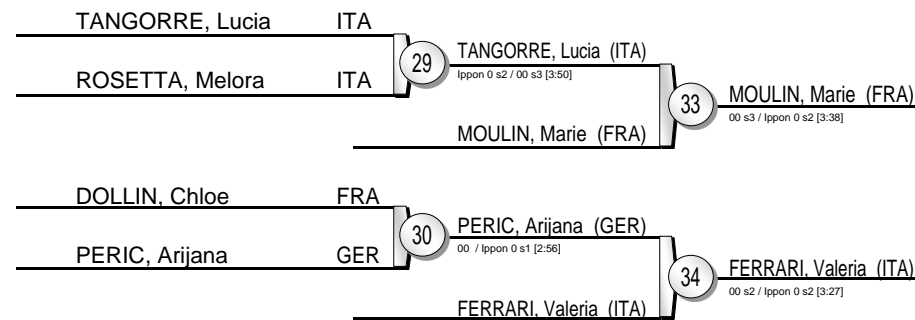 TANGORRE, Lucia ITA
ROSETTA, Melora ITA
29
TANGORRE, Lucia (ITA)
Ippon 0 s2 / 00 s3 [3:50]
MOULIN, Marie (FRA)
33
MOULIN, Marie (FRA)
00 s3 / Ippon 0 s2 [3:38]
DOLLIN, Chloe FRA
PERIC, Arijana GER
30
PERIC, Arijana (GER)
00 / Ippon 0 s1 [2:56]
FERRARI, Valeria (ITA)
34
FERRARI, Valeria (ITA)
00 s2 / Ippon 0 s2 [3:27]